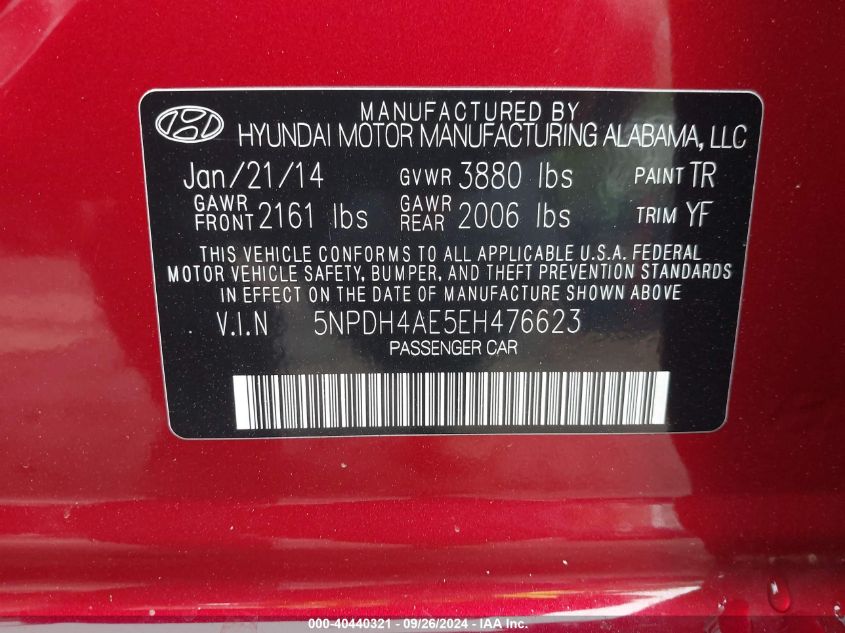 MANUFACTURED BY
HYUNDAI MOTOR MANUFACTURING ALABAMA, LLC
Jan/21/14 GVWR 3880 lbs PAINT TR
GAWR FRONT 2161 lbs GAWR REAR 2006 lbs TRIM YF
THIS VEHICLE CONFORMS TO ALL APPLICABLE U.S.A. FEDERAL
MOTOR VEHICLE SAFETY, BUMPER, AND THEFT PREVENTION STANDARDS
IN EFFECT ON THE DATE OF MANUFACTURE SHOWN ABOVE
V.I.N 5NPDH4AE5EH476623
PASSENGER CAR
000-40440321 - 09/26/2024 - IAA Inc.